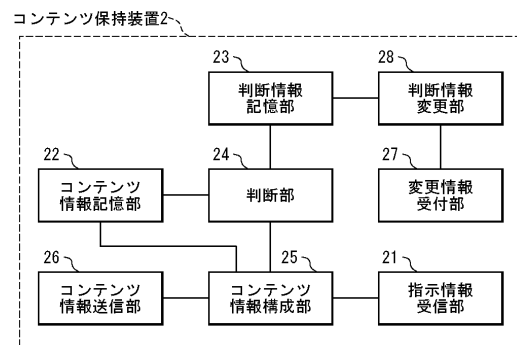 コンテンツ保持装置2
23
判断情報
記憶部
28
判断情報
変更部
22
コンテンツ
情報記憶部
24
判断部
27
変更情報
受付部
26
コンテンツ
情報送信部
25
コンテンツ
情報構成部
21
指示情報
受信部